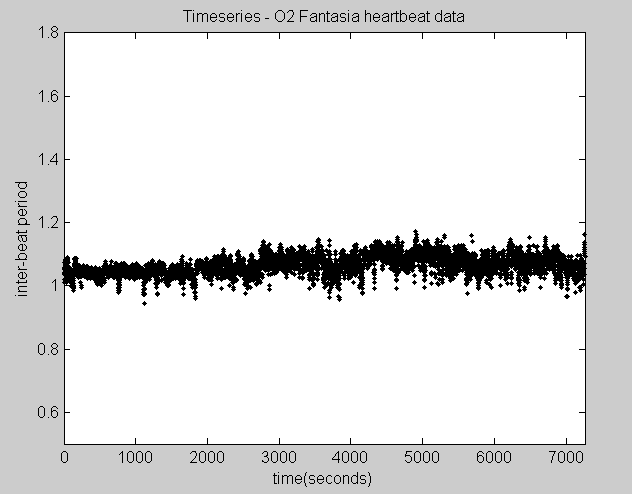 Timeseries - O2 Fantasia heartbeat data
1.8
1.6
1.4
1.2
1
0.8
0.6
inter-beat period
0 1000 2000 3000 4000 5000 6000 7000
time(seconds)